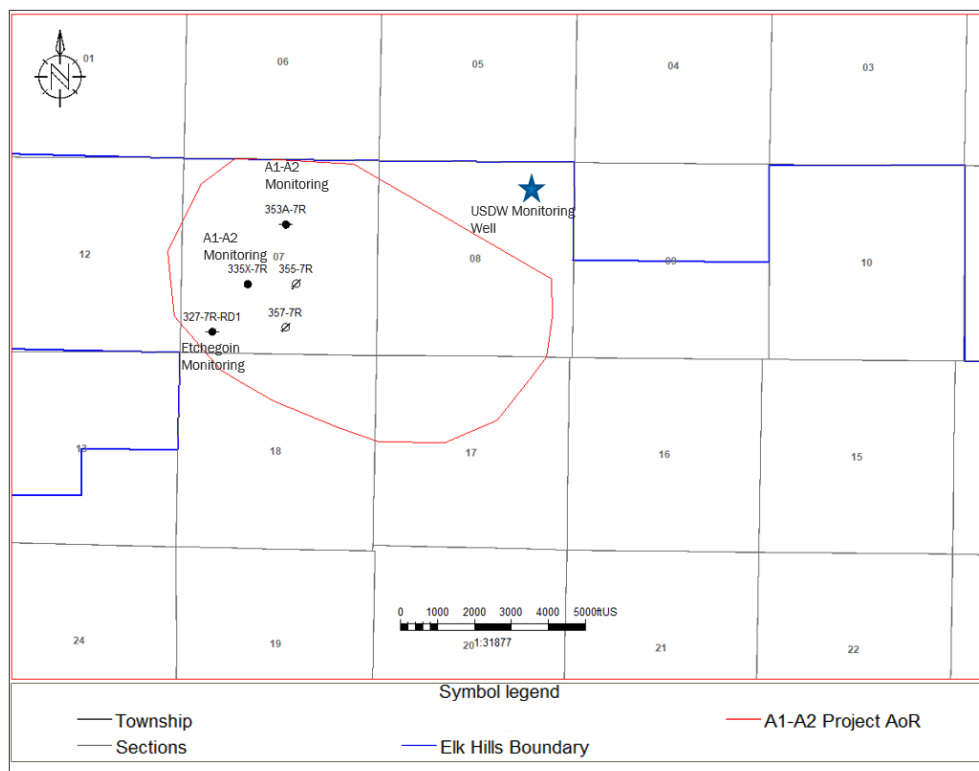 01
06
05
04
03
N
A1-A2
Monitoring
353A-7R
USDW Monitoring
Well
A1-A2
Monitoring
07
12
08
09
10
335X-7R
355-7R
327-7R-RD1
357-7R
Etchegoin
Monitoring
13
18
17
16
15
0 1000 2000 3000 4000 5000ftUS
1:31877
24
19
20
21
22
Symbol legend
Township
A1-A2 Project AoR
Sections
Elk Hills Boundary